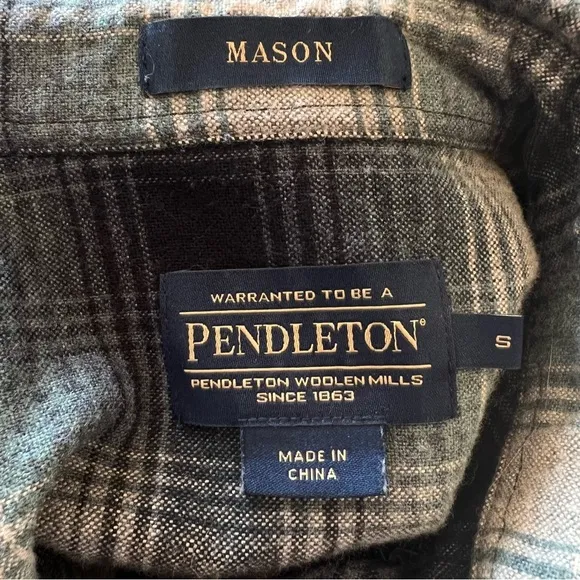 MASON
WARRANTED TO BE A
PENDLETON®
S
PENDLETON WOOLEN MILLS
SINCE 1863
MADE IN
CHINA